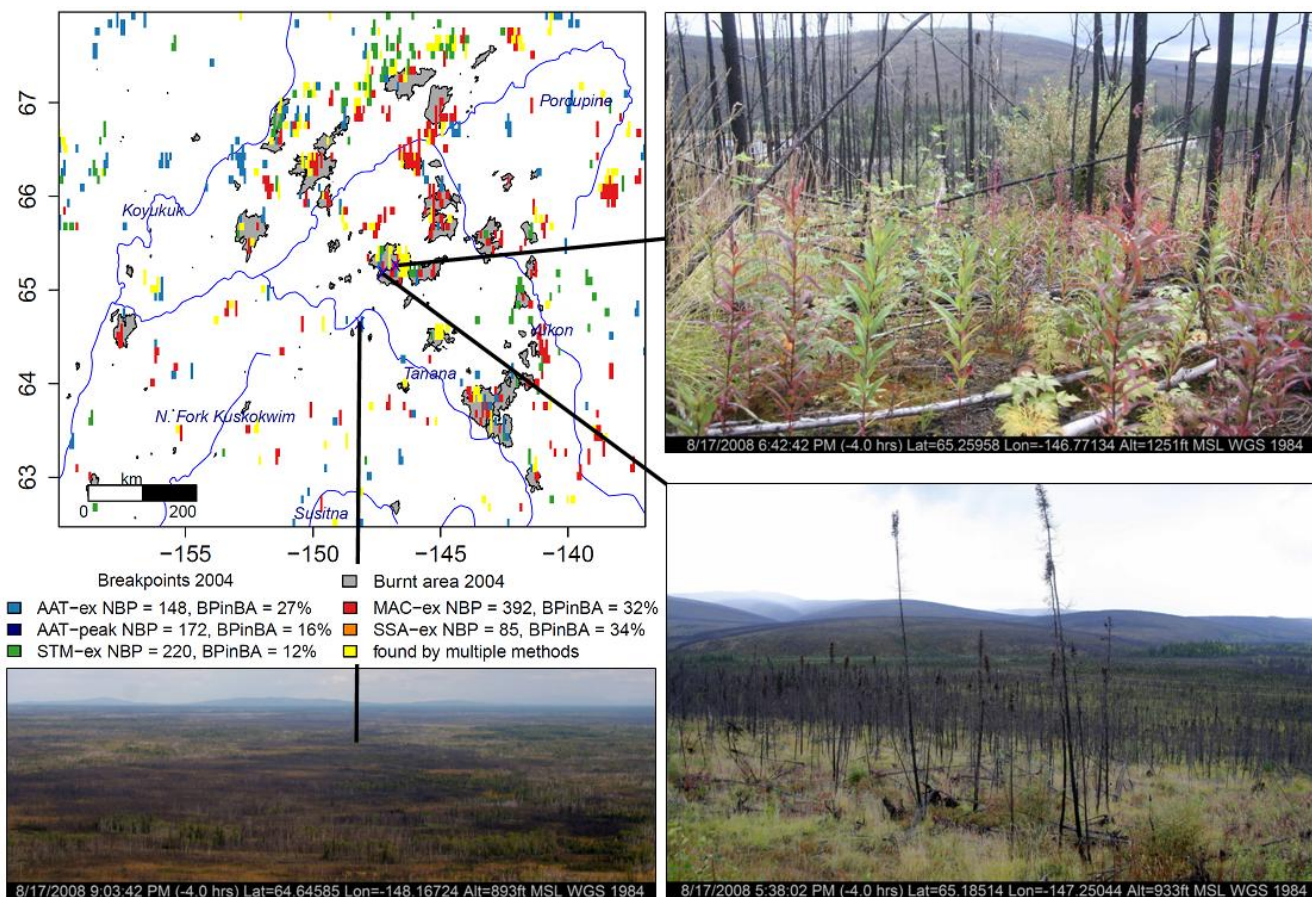 67
66
65
64
63
Porcupine
Koyukuk
Yukon
Tanana
N. Fork Kuskokwim
Susitna
km
0 200
−155 −150 −145 −140
Breakpoints 2004
AAT−ex NBP = 148, BPinBA = 27%
AAT−peak NBP = 172, BPinBA = 16%
STM−ex NBP = 220, BPinBA = 12%
Burnt area 2004
MAC−ex NBP = 392, BPinBA = 32%
SSA−ex NBP = 85, BPinBA = 34%
found by multiple methods
8/17/2008 6:42:42 PM (-4.0 hrs) Lat=65.25958 Lon=-146.77134 Alt=1251ft MSL WGS 1984
8/17/2008 9:03:42 PM (-4.0 hrs) Lat=64.64585 Lon=-148.16724 Alt=893ft MSL WGS 1984
8/17/2008 5:38:02 PM (-4.0 hrs) Lat=65.18514 Lon=-147.25044 Alt=933ft MSL WGS 1984